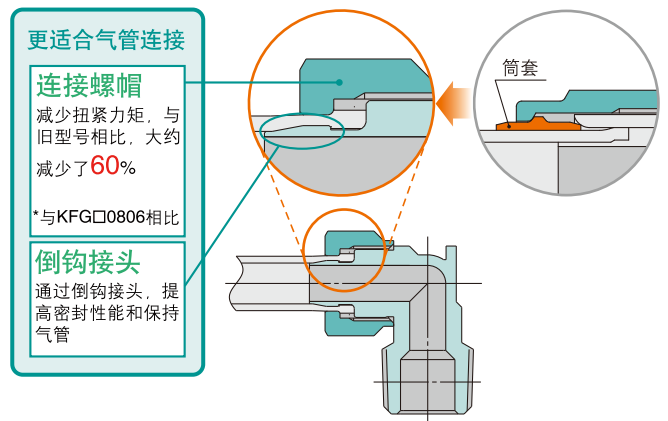 更适合气管连接
连接螺帽
减少扭紧力矩，与
旧型号相比，大约
减少了60%
*与KFG□0806相比
倒钩接头
通过倒钩接头，提
高密封性能和保持
气管
筒套